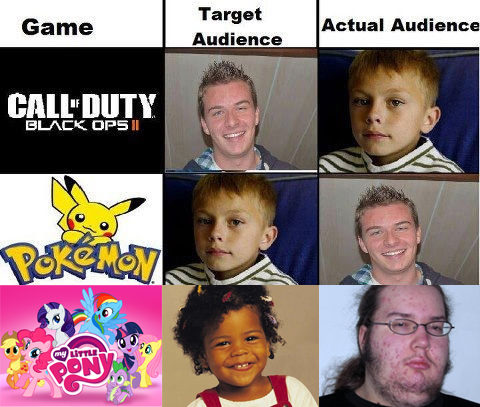 Game
Target
Audience
Actual Audience
CALL OF DUTY
BLACK OPS II
POKéMON
my LITTLE
PONY